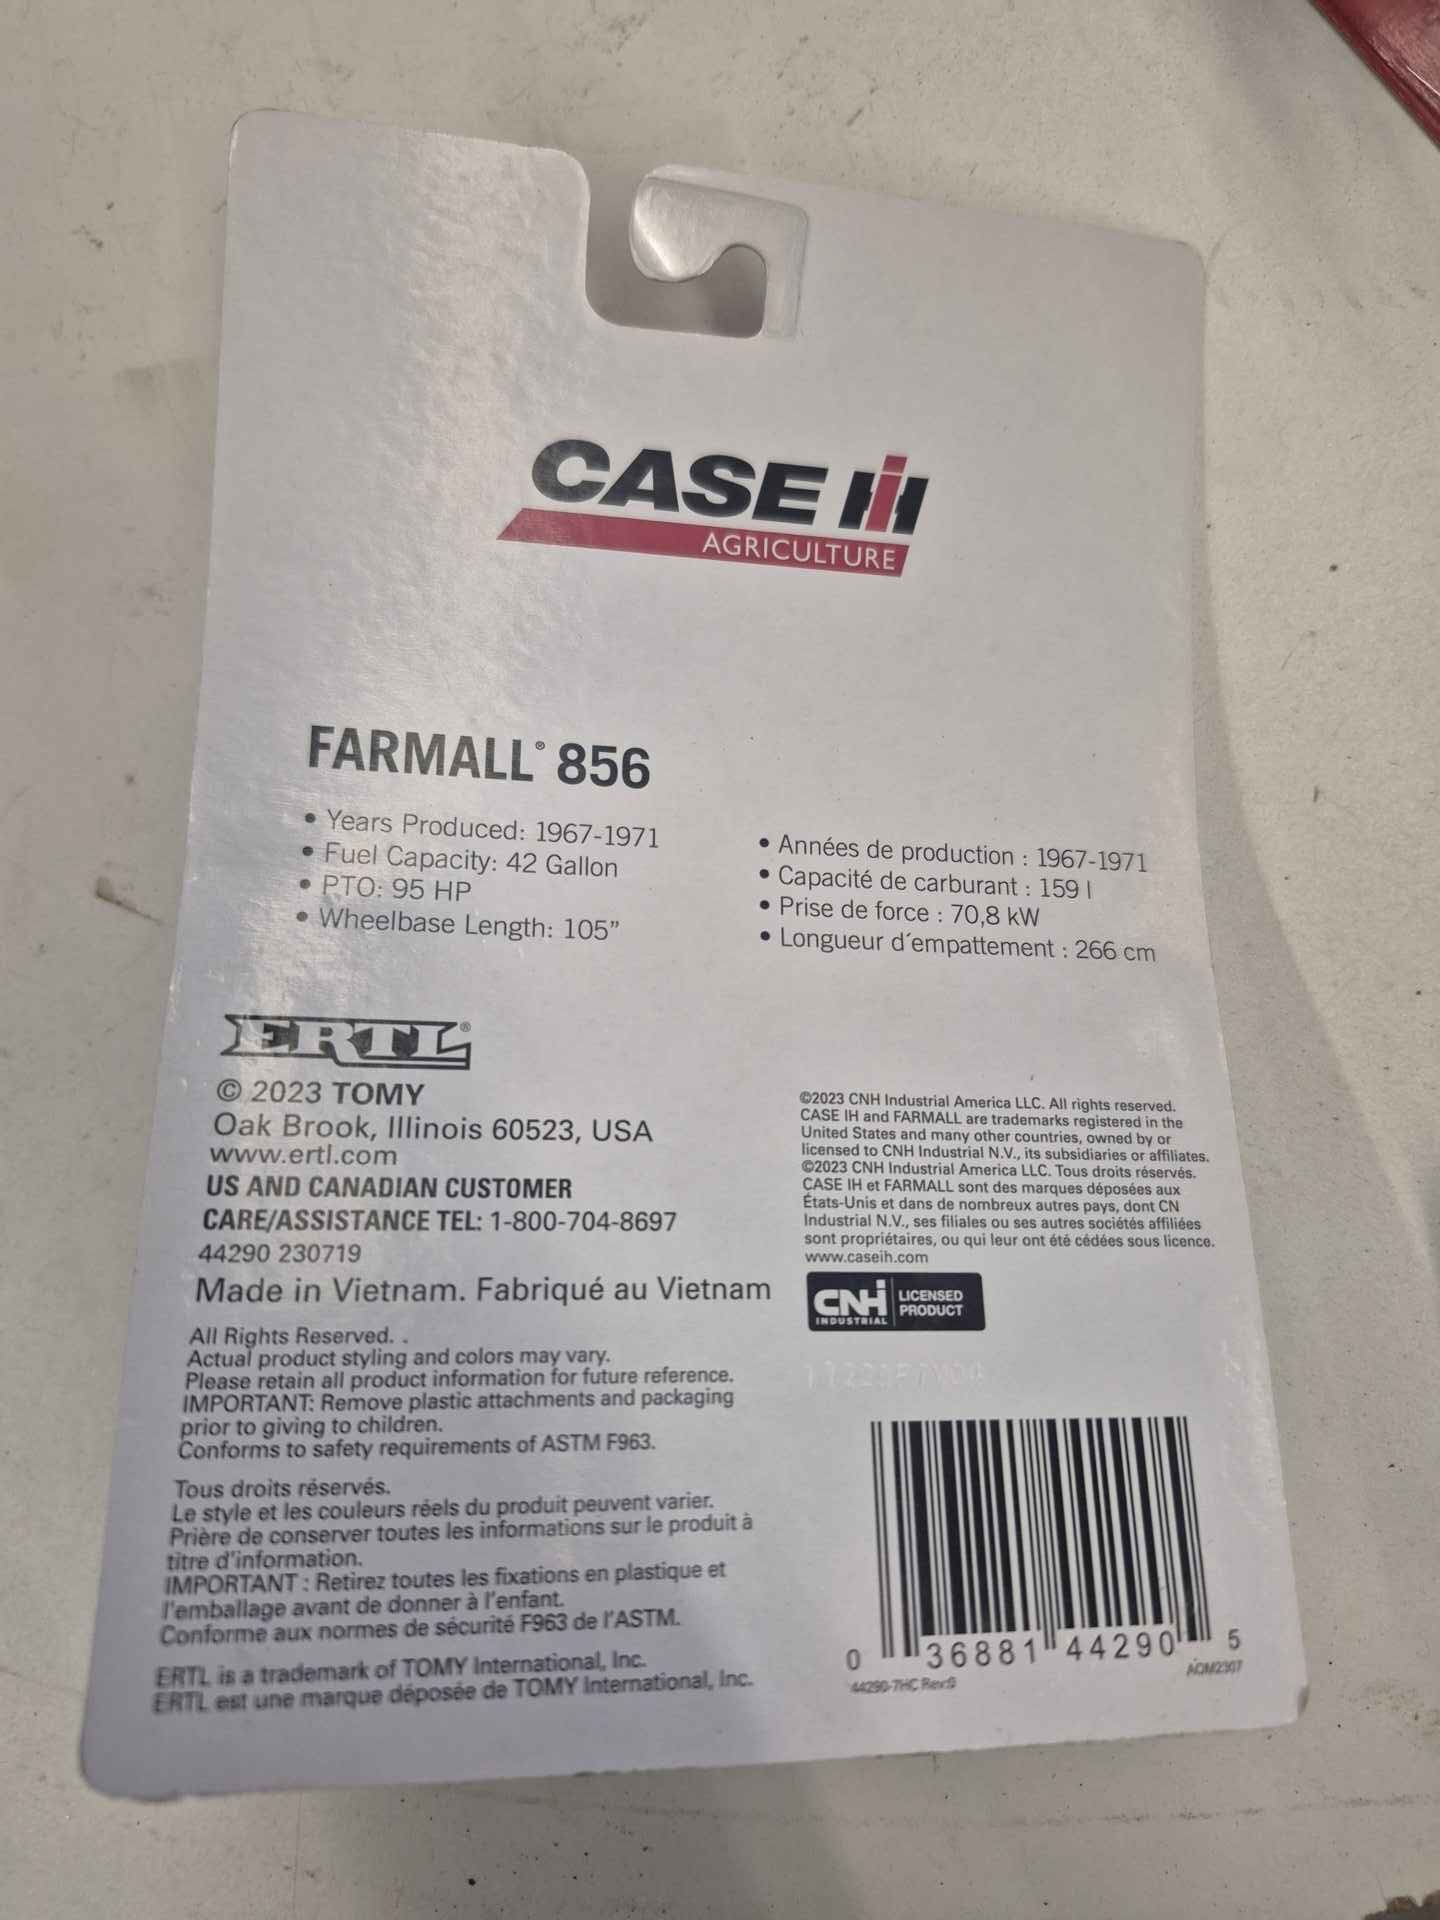 CASE IH
AGRICULTURE
FARMALL® 856
• Years Produced: 1967-1971
• Fuel Capacity: 42 Gallon
• PTO: 95 HP
• Wheelbase Length: 105”
• Années de production : 1967-1971
• Capacité de carburant : 159 l
• Prise de force : 70,8 kW
• Longueur d´empattement : 266 cm
ERTL®
© 2023 TOMY
Oak Brook, Illinois 60523, USA
www.ertl.com
US AND CANADIAN CUSTOMER
CARE/ASSISTANCE TEL: 1-800-704-8697
44290 230719
Made in Vietnam. Fabriqué au Vietnam
All Rights Reserved. .
Actual product styling and colors may vary.
Please retain all product information for future reference.
IMPORTANT: Remove plastic attachments and packaging
prior to giving to children.
Conforms to safety requirements of ASTM F963.
Tous droits réservés.
Le style et les couleurs réels du produit peuvent varier.
Prière de conserver toutes les informations sur le produit à
titre d'information.
IMPORTANT : Retirez toutes les fixations en plastique et
l'emballage avant de donner à l'enfant.
Conforme aux normes de sécurité F963 de l'ASTM.
ERTL is a trademark of TOMY International, Inc.
ERTL est une marque déposée de TOMY International, Inc.
©2023 CNH Industrial America LLC. All rights reserved.
CASE IH and FARMALL are trademarks registered in the
United States and many other countries, owned by or
licensed to CNH Industrial N.V., its subsidiaries or affiliates.
©2023 CNH Industrial America LLC. Tous droits réservés.
CASE IH et FARMALL sont des marques déposées aux
États-Unis et dans de nombreux autres pays, dont CN
Industrial N.V., ses filiales ou ses autres sociétés affiliées
sont propriétaires, ou qui leur ont été cédées sous licence.
www.caseih.com
CNH INDUSTRIAL
LICENSED
PRODUCT
0 36881 44290 5
44290-7HC Rev:0
AOM2307